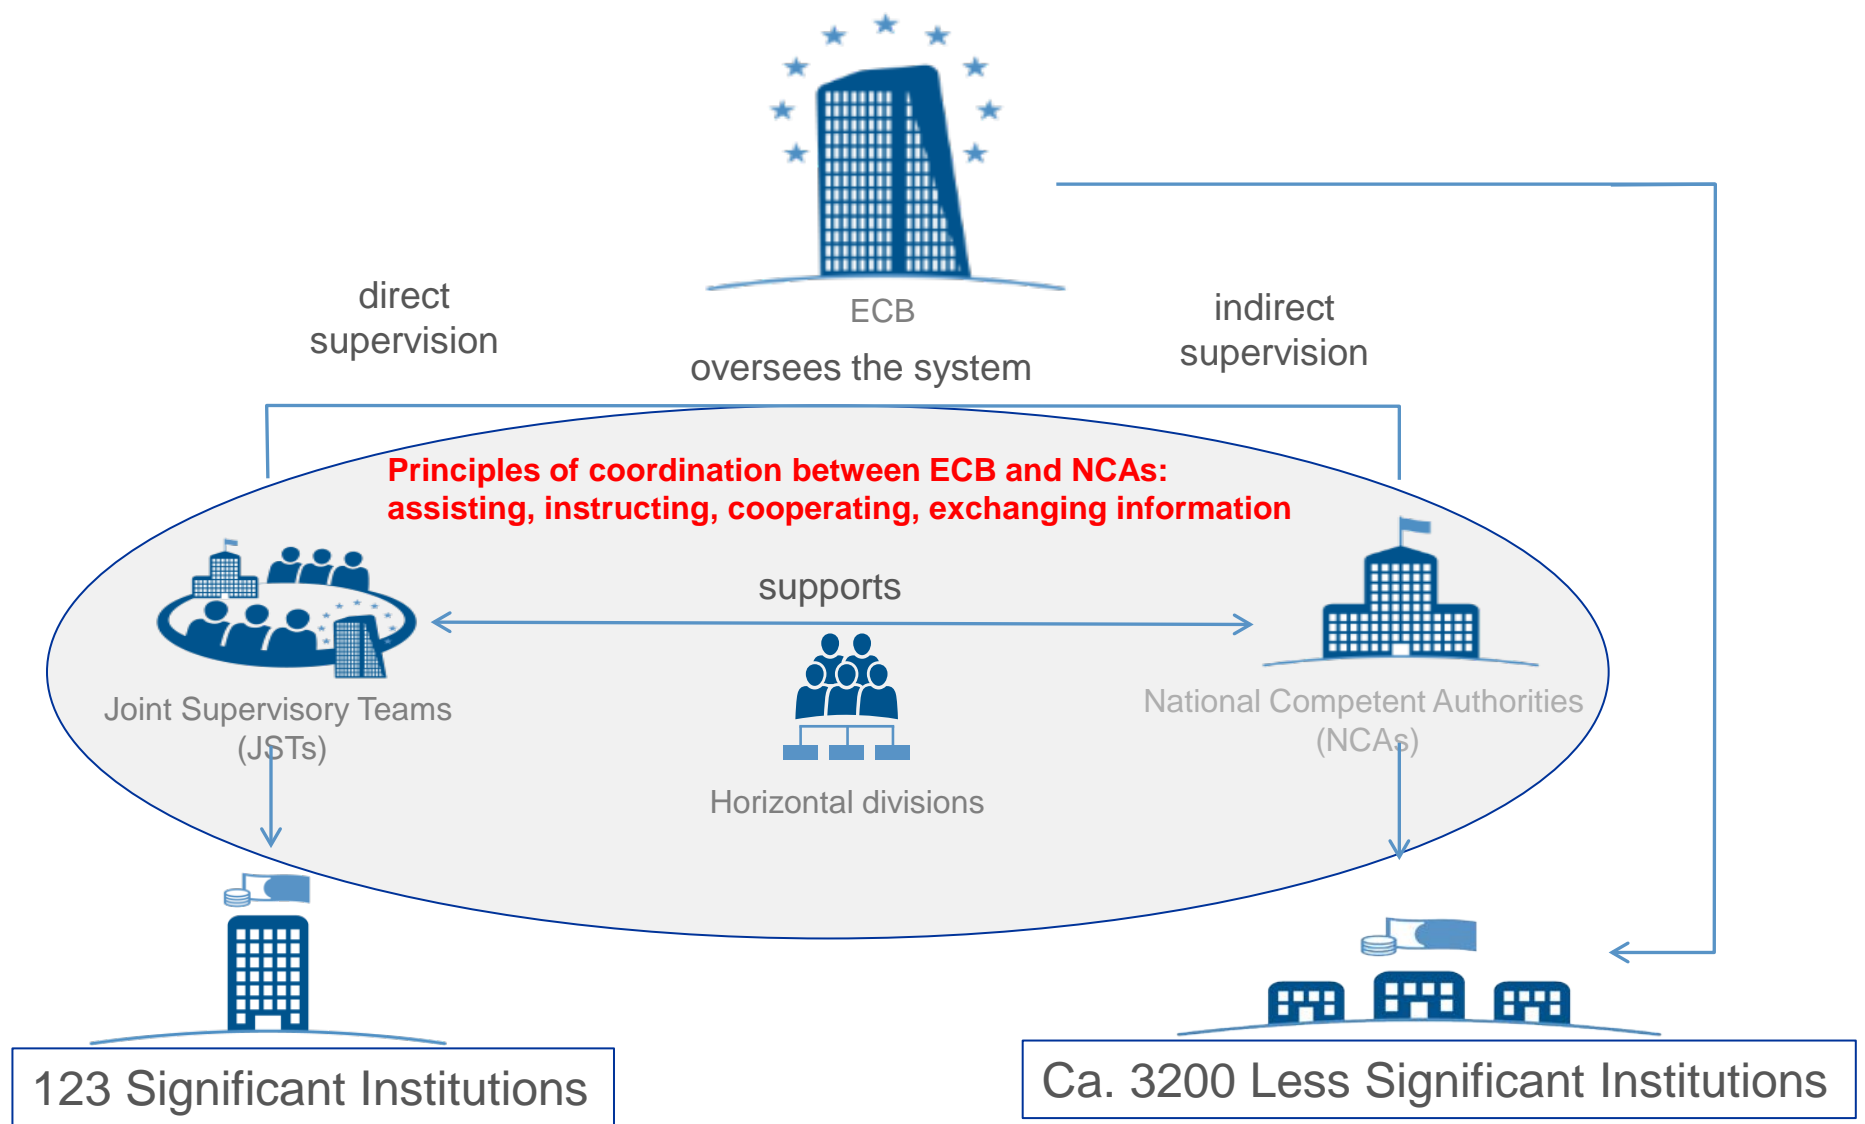 ECB
direct
supervision
oversees the system
indirect
supervision
Principles of coordination between ECB and NCAs:
assisting, instructing, cooperating, exchanging information
supports
Joint Supervisory Teams
(JSTs)
National Competent Authorities
(NCAs)
Horizontal divisions
123 Significant Institutions
Ca. 3200 Less Significant Institutions